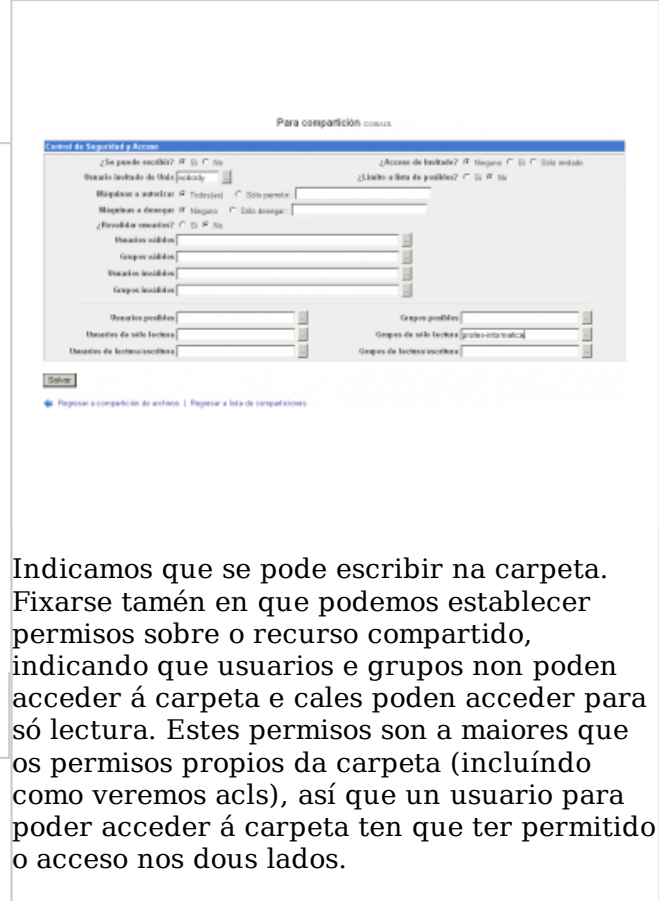 Para compartición comun
Control de Seguridad y Acceso
¿Se puede escribir? Si No ¿Acceso de Invitado? Ninguno Si Sólo invitado
Usuario invitado de Unix nobody ¿Límite a lista de posibles? Si No
Máquinas a autorizar Todos(as) Sólo permitir:
Máquinas a denegar Ninguno Sólo denegar:
¿Revalidar usuarios? Si No
Usuarios válidos
Grupos válidos
Usuarios inválidos
Grupos inválidos
Usuarios posibles Grupos posibles
Usuarios de sólo lectura Grupos de sólo lectura profes-informatica
Usuarios de lectura/escritura Grupos de lectura/escritura
Salvar
Regresar a compartición de archivos | Regresar a lista de comparticiones
Indicamos que se pode escribir na carpeta.
Fixarse tamén en que podemos establecer
permisos sobre o recurso compartido,
indicando que usuarios e grupos non poden
acceder á carpeta e cales poden acceder para
só lectura. Estes permisos son a maiores que
os permisos propios da carpeta (incluíndo
como veremos acls), así que un usuario para
poder acceder á carpeta ten que ter permitido
o acceso nos dous lados.